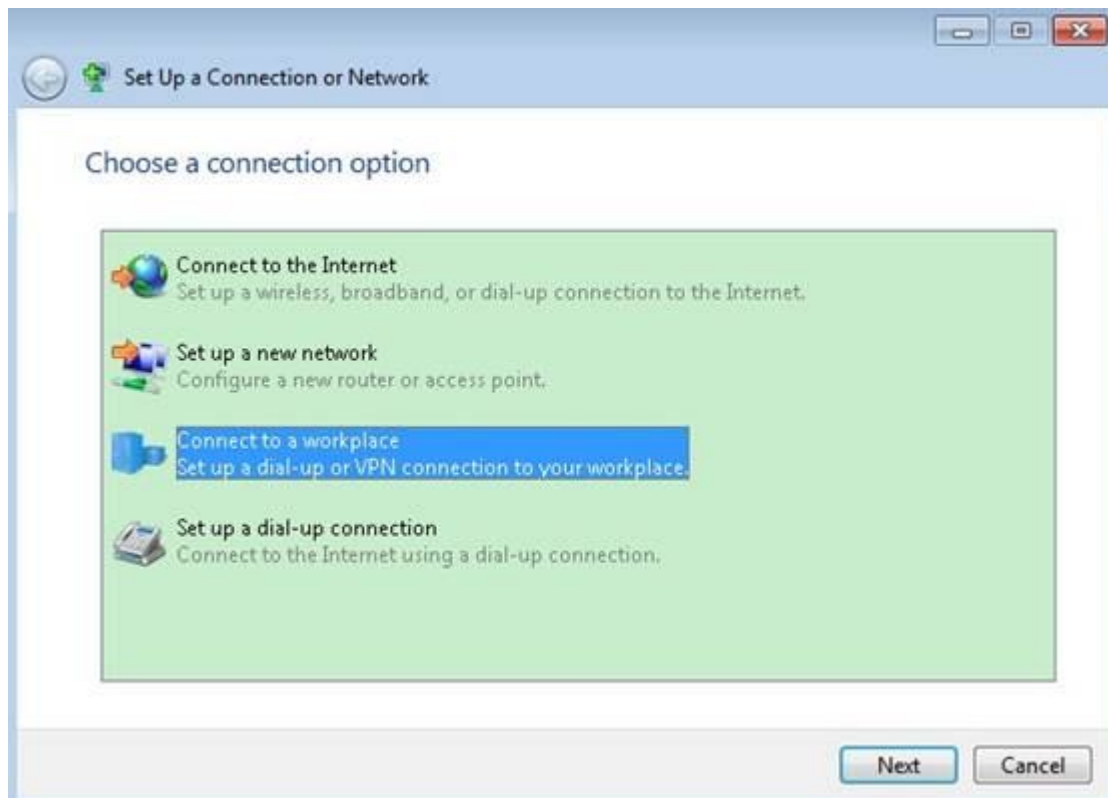 Set Up a Connection or Network
Choose a connection option
Connect to the Internet
Set up a wireless, broadband, or dial-up connection to the Internet.
Set up a new network
Configure a new router or access point.
Connect to a workplace
Set up a dial-up or VPN connection to your workplace.
Set up a dial-up connection
Connect to the Internet using a dial-up connection.
Next
Cancel